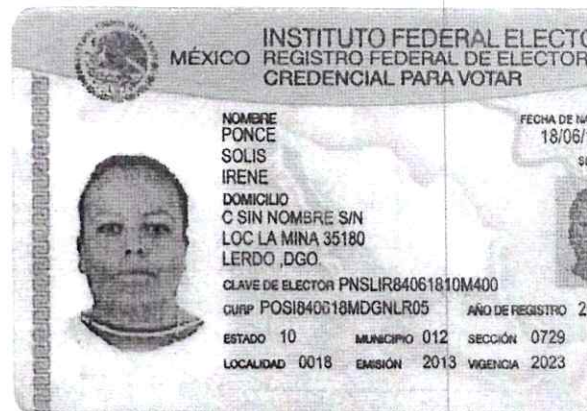 INSTITUTO FEDERAL ELECTO
MÉXICO REGISTRO FEDERAL DE ELECTOR
CREDENCIAL PARA VOTAR
NOMBRE
PONCE
SOLIS
IRENE
FECHA DE NA
18/06/
DOMICILIO
C SIN NOMBRE S/N
LOC LA MINA 35180
LERDO ,DGO.
CLAVE DE ELECTOR PNSLIR84061810M400
CURP POSI840618MDGNLR05 AÑO DE REGISTRO 2
ESTADO 10 MUNICIPIO 012 SECCIÓN 0729
LOCALIDAD 0018 EMISIÓN 2013 VIGENCIA 2023